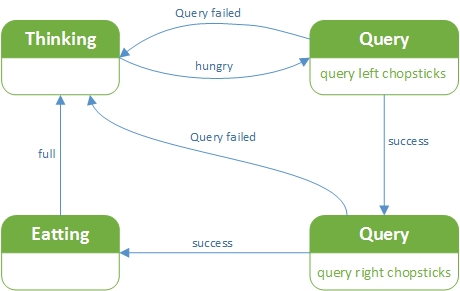 Query failed
Thinking
Query
hungry
query left chopsticks
success
Query failed
full
Eatting
Query
success
query right chopsticks